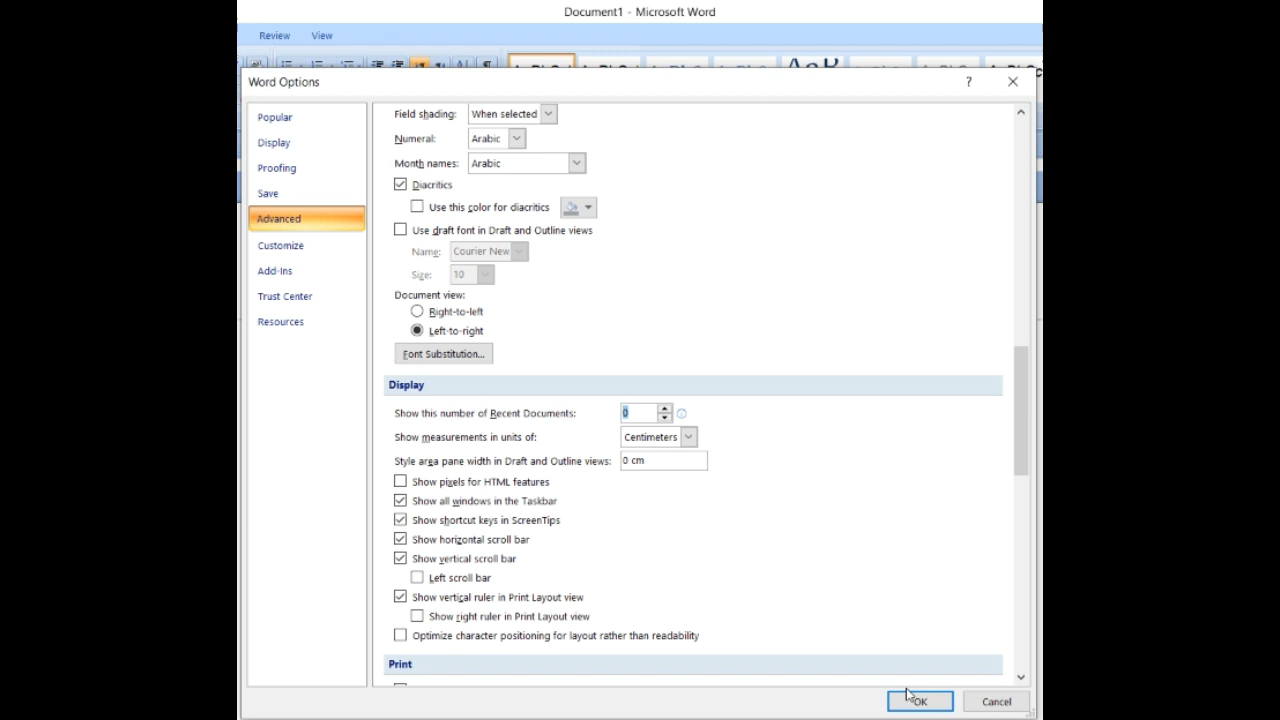 Document1 - Microsoft Word
Review View
Word Options ?
Popular
Display
Proofing
Save
Advanced
Customize
Add-Ins
Trust Center
Resources
Field shading: When selected
Numeral: Arabic
Month names: Arabic
Diacritics
Use this color for diacritics
Use draft font in Draft and Outline views
Name: Courier New
Size: 10
Document view:
Right-to-left
Left-to-right
Font Substitution...
Display
Show this number of Recent Documents: 0
Show measurements in units of: Centimeters
Style area pane width in Draft and Outline views: 0 cm
Show pixels for HTML features
Show all windows in the Taskbar
Show shortcut keys in ScreenTips
Show horizontal scroll bar
Show vertical scroll bar
Left scroll bar
Show vertical ruler in Print Layout view
Show right ruler in Print Layout view
Optimize character positioning for layout rather than readability
Print
OK Cancel